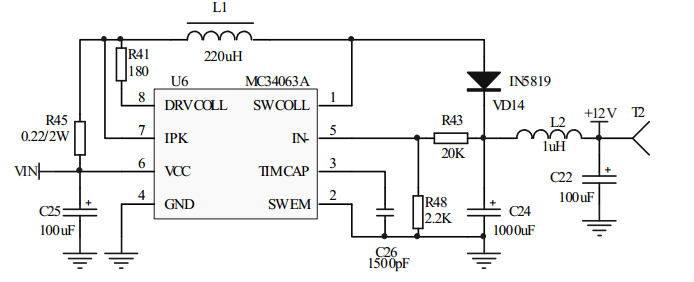 L1
220uH
R41
180
U6
MC34063A
8
DRVCOLL
SWCOLL
1
IN5819
VD14
R45
0.22/2W
7
IPK
IN-
5
R43
20K
L2
1uH
+12V
T2
VIN
6
VCC
TIMCAP
3
C22
100uF
+
4
GND
SWEM
2
R48
2.2K
C25
100uF
+
C24
1000uF
+
C26
1500pF